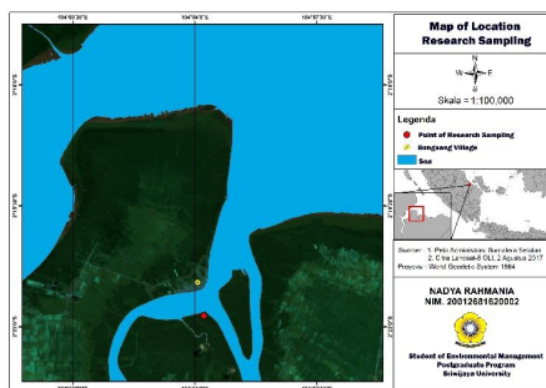 Map of Location
Research Sampling
N
W E
S
Skala = 1:100,000
Legenda
Point of Research Sampling
Sungsang Village
Sea
Sumber : 1. Peta Administrasi Sumatera Selatan
2. Citra Landsat-8 OLI, 2 Agustus 2017
Proyeksi : World Geodetic System 1984
NADYA RAHMANIA
NIM. 20012681620002
Student of Environmental Management
Postgraduate Program
Sriwijaya University